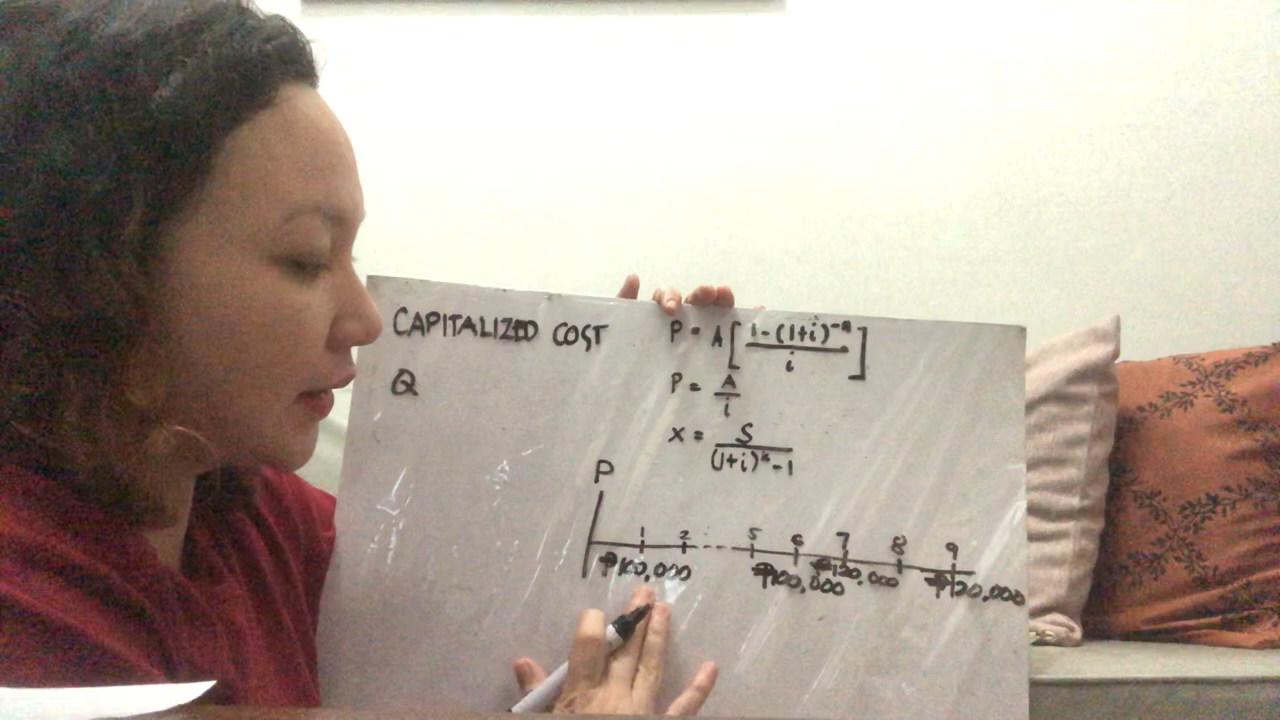 CAPITALIZED COST
Q
P = A [ 1-(1+i)^-n / i ]
P = A / i
X = S / (1+i)^k - 1
P
1 2 ---- 5 6 7 8 9
₱100,000 ₱100,000 ₱120,000 ₱120,000